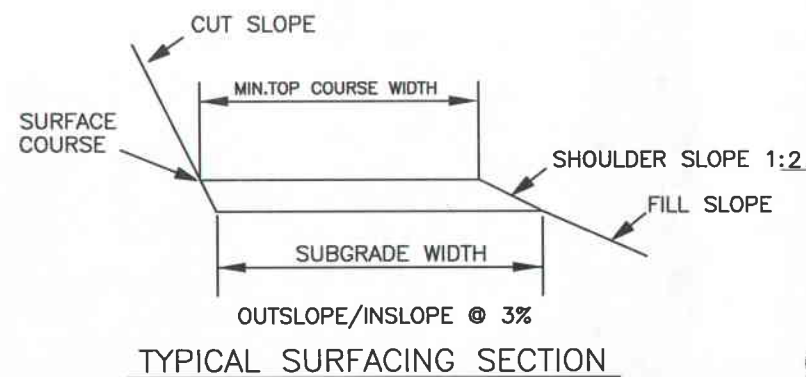 CUT SLOPE
MIN.TOP COURSE WIDTH
SURFACE
COURSE
SHOULDER SLOPE 1:2
FILL SLOPE
SUBGRADE WIDTH
OUTSLOPE/INSLOPE @ 3%
TYPICAL SURFACING SECTION